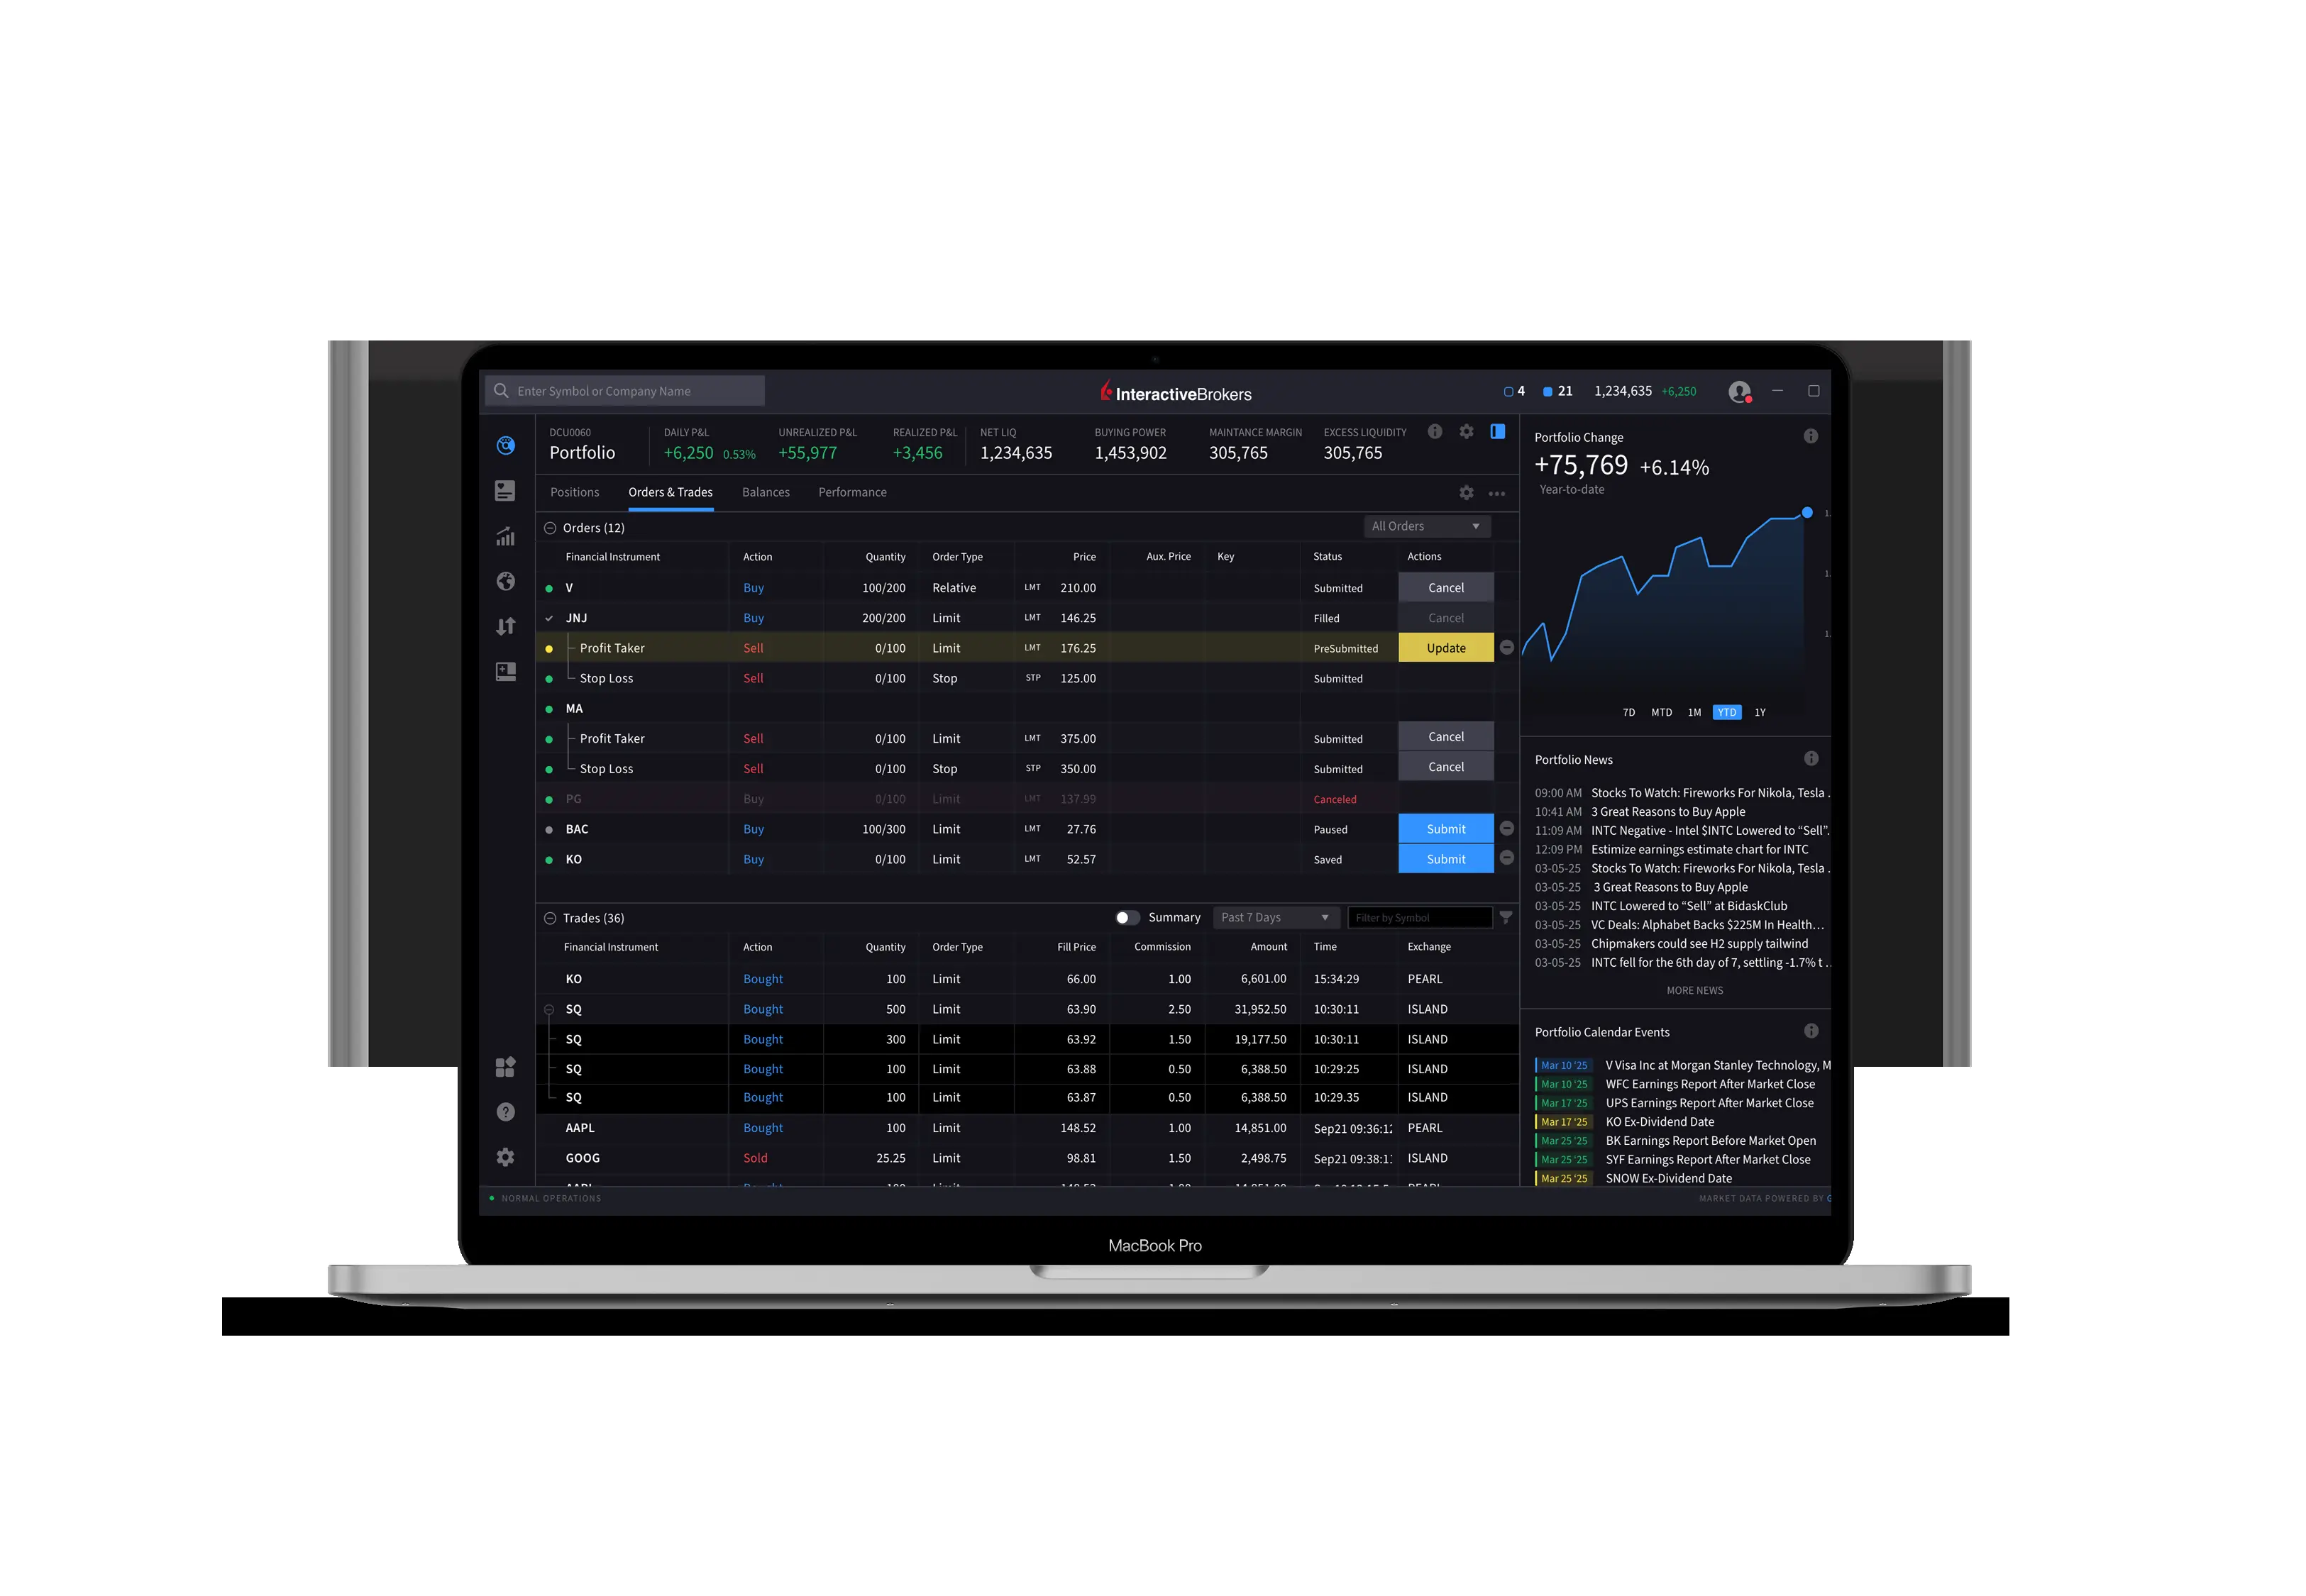 Enter Symbol or Company Name
InteractiveBrokers
4 21 1,234,635 +6,250
DCU0060 DAILY P&L UNREALIZED P&L REALIZED P&L NET LIQ BUYING POWER MAINTANCE MARGIN EXCESS LIQUIDITY
Portfolio +6,250 0.53% +55,977 +3,456 1,234,635 1,453,902 305,765 305,765
Positions Orders & Trades Balances Performance
Orders (12) All Orders
Financial Instrument Action Quantity Order Type Price Aux. Price Key Status Actions
V Buy 100/200 Relative LMT 210.00 Submitted Cancel
JNJ Buy 200/200 Limit LMT 146.25 Filled Cancel
Profit Taker Sell 0/100 Limit LMT 176.25 PreSubmitted Update
Stop Loss Sell 0/100 Stop STP 125.00 Submitted
MA
Profit Taker Sell 0/100 Limit LMT 375.00 Submitted Cancel
Stop Loss Sell 0/100 Stop STP 350.00 Submitted Cancel
PG Buy 0/100 Limit LMT 137.99 Canceled
BAC Buy 100/300 Limit LMT 27.76 Paused Submit
KO Buy 0/100 Limit LMT 52.57 Saved Submit
Trades (36) Summary Past 7 Days Filter by Symbol
Financial Instrument Action Quantity Order Type Fill Price Commission Amount Time Exchange
KO Bought 100 Limit 66.00 1.00 6,601.00 15:34:29 PEARL
SQ Bought 500 Limit 63.90 2.50 31,952.50 10:30:11 ISLAND
SQ Bought 300 Limit 63.92 1.50 19,177.50 10:30:11 ISLAND
SQ Bought 100 Limit 63.88 0.50 6,388.50 10:29:25 ISLAND
SQ Bought 100 Limit 63.87 0.50 6,388.50 10:29.35 ISLAND
AAPL Bought 100 Limit 148.52 1.00 14,851.00 Sep21 09:36:12 PEARL
GOOG Sold 25.25 Limit 98.81 1.50 2,498.75 Sep21 09:38:1 ISLAND
NORMAL OPERATIONS
Portfolio Change
+75,769 +6.14%
Year-to-date
1.
1.
1.
7D MTD 1M YTD 1Y
Portfolio News
09:00 AM Stocks To Watch: Fireworks For Nikola, Tesla .
10:41 AM 3 Great Reasons to Buy Apple
11:09 AM INTC Negative - Intel $INTC Lowered to “Sell”.
12:09 PM Estimize earnings estimate chart for INTC
03-05-25 Stocks To Watch: Fireworks For Nikola, Tesla .
03-05-25 3 Great Reasons to Buy Apple
03-05-25 INTC Lowered to “Sell” at BidaskClub
03-05-25 VC Deals: Alphabet Backs $225M In Health…
03-05-25 Chipmakers could see H2 supply tailwind
03-05-25 INTC fell for the 6th day of 7, settling -1.7% t ..
MORE NEWS
Portfolio Calendar Events
Mar 10 '25 V Visa Inc at Morgan Stanley Technology, M
Mar 10 '25 WFC Earnings Report After Market Close
Mar 17 '25 UPS Earnings Report After Market Close
Mar 17 '25 KO Ex-Dividend Date
Mar 25 '25 BK Earnings Report Before Market Open
Mar 25 '25 SYF Earnings Report After Market Close
Mar 25 '25 SNOW Ex-Dividend Date
MARKET DATA POWERED BY G
MacBook Pro